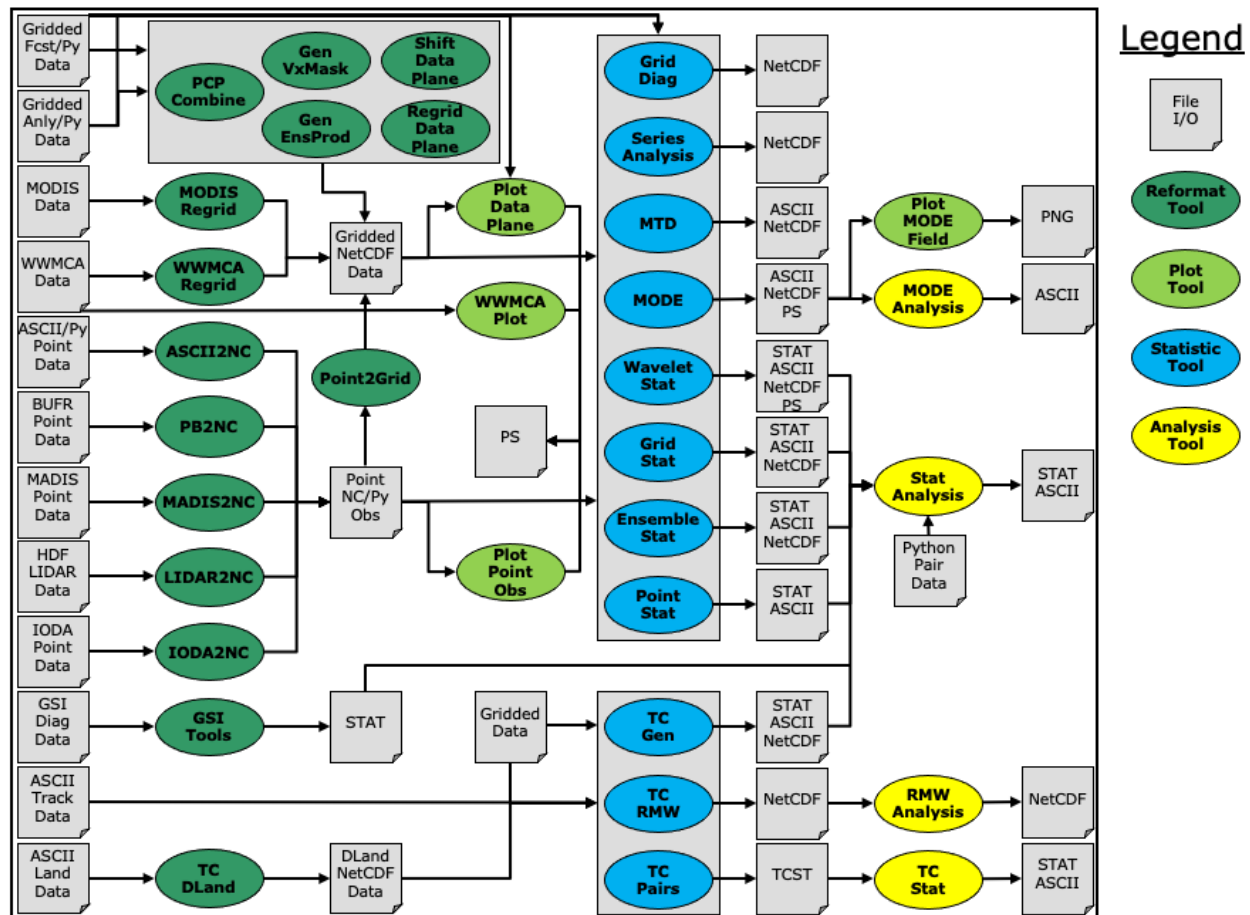 Gridded
Fcst/Py
Data
Gridded
Anly/Py
Data
MODIS
Data
WWMCA
Data
ASCII/Py
Point
Data
BUFR
Point
Data
MADIS
Point
Data
HDF
LIDAR
Data
IODA
Point
Data
GSI
Diag
Data
ASCII
Track
Data
ASCII
Land
Data
PCP
Combine
Gen
VxMask
Shift
Data
Plane
Gen
EnsProd
Regrid
Data
Plane
MODIS
Regrid
WWMCA
Regrid
ASCII2NC
PB2NC
MADIS2NC
LIDAR2NC
IODA2NC
GSI
Tools
TC
DLand
Gridded
NetCDF
Data
Point2Grid
Point
NC/Py
Obs
STAT
DLand
NetCDF
Data
Plot
Data
Plane
WWMCA
Plot
PS
Plot
Point
Obs
Gridded
Data
Grid
Diag
Series
Analysis
MTD
MODE
Wavelet
Stat
Grid
Stat
Ensemble
Stat
Point
Stat
TC
Gen
TC
RMW
TC
Pairs
NetCDF
NetCDF
ASCII
NetCDF
ASCII
NetCDF
PS
STAT
ASCII
NetCDF
PS
STAT
ASCII
NetCDF
STAT
ASCII
NetCDF
STAT
ASCII
STAT
ASCII
NetCDF
NetCDF
TCST
Plot
MODE
Field
MODE
Analysis
Stat
Analysis
Python
Pair
Data
RMW
Analysis
TC
Stat
PNG
ASCII
STAT
ASCII
NetCDF
STAT
ASCII
Legend
File
I/O
Reformat
Tool
Plot
Tool
Statistic
Tool
Analysis
Tool